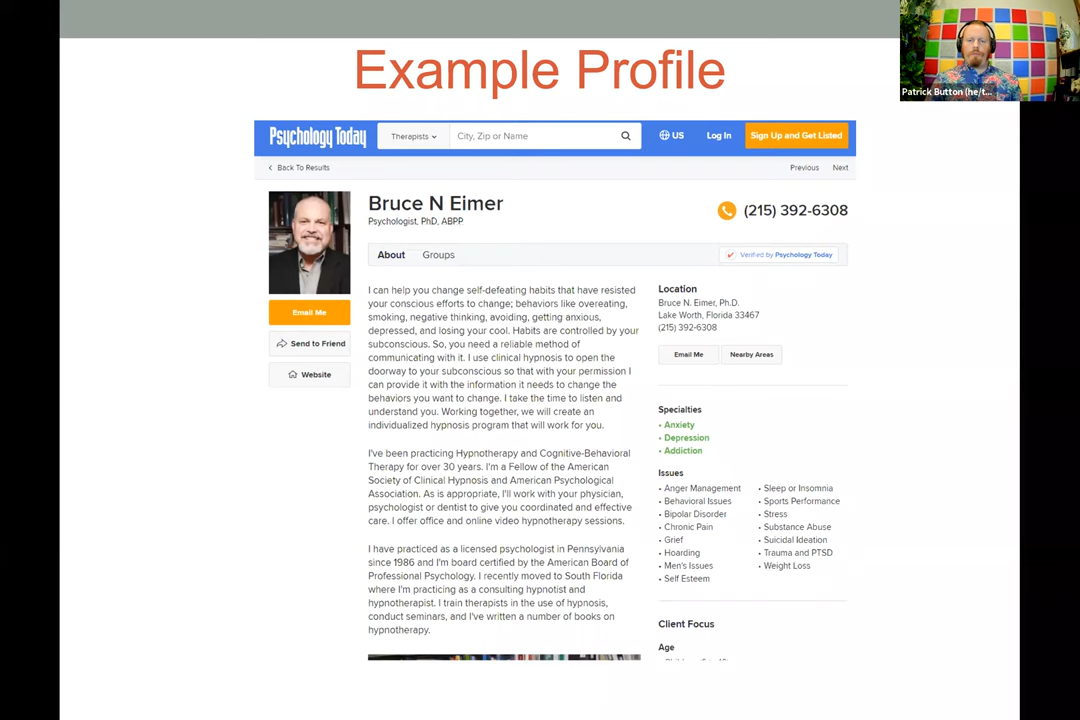 Example Profile
Patrick Button (he/t...
Psychology Today
Therapists
City, Zip or Name
US
Log In
Sign Up and Get Listed
Back To Results
Previous
Next
Bruce N Eimer
Psychologist, PhD, ABPP
(215) 392-6308
About
Groups
Verified by Psychology Today
Email Me
Send to Friend
Website
I can help you change self-defeating habits that have resisted
your conscious efforts to change; behaviors like overeating,
smoking, negative thinking, avoiding, getting anxious,
depressed, and losing your cool. Habits are controlled by your
subconscious. So, you need a reliable method of
communicating with it. I use clinical hypnosis to open the
doorway to your subconscious so that with your permission I
can provide it with the information it needs to change the
behaviors you want to change. I take the time to listen and
understand you. Working together, we will create an
individualized hypnosis program that will work for you.
I've been practicing Hypnotherapy and Cognitive-Behavioral
Therapy for over 30 years. I'm a Fellow of the American
Society of Clinical Hypnosis and American Psychological
Association. As is appropriate, I'll work with your physician,
psychologist or dentist to give you coordinated and effective
care. I offer office and online video hypnotherapy sessions.
I have practiced as a licensed psychologist in Pennsylvania
since 1986 and I'm board certified by the American Board of
Professional Psychology. I recently moved to South Florida
where I'm practicing as a consulting hypnotist and
hypnotherapist. I train therapists in the use of hypnosis,
conduct seminars, and I've written a number of books on
hypnotherapy.
Location
Bruce N. Eimer, Ph.D.
Lake Worth, Florida 33467
(215) 392-6308
Email Me
Nearby Areas
Specialties
• Anxiety
• Depression
• Addiction
Issues
• Anger Management
• Behavioral Issues
• Bipolar Disorder
• Chronic Pain
• Grief
• Hoarding
• Men's Issues
• Self Esteem
• Sleep or Insomnia
• Sports Performance
• Stress
• Substance Abuse
• Suicidal Ideation
• Trauma and PTSD
• Weight Loss
Client Focus
Age